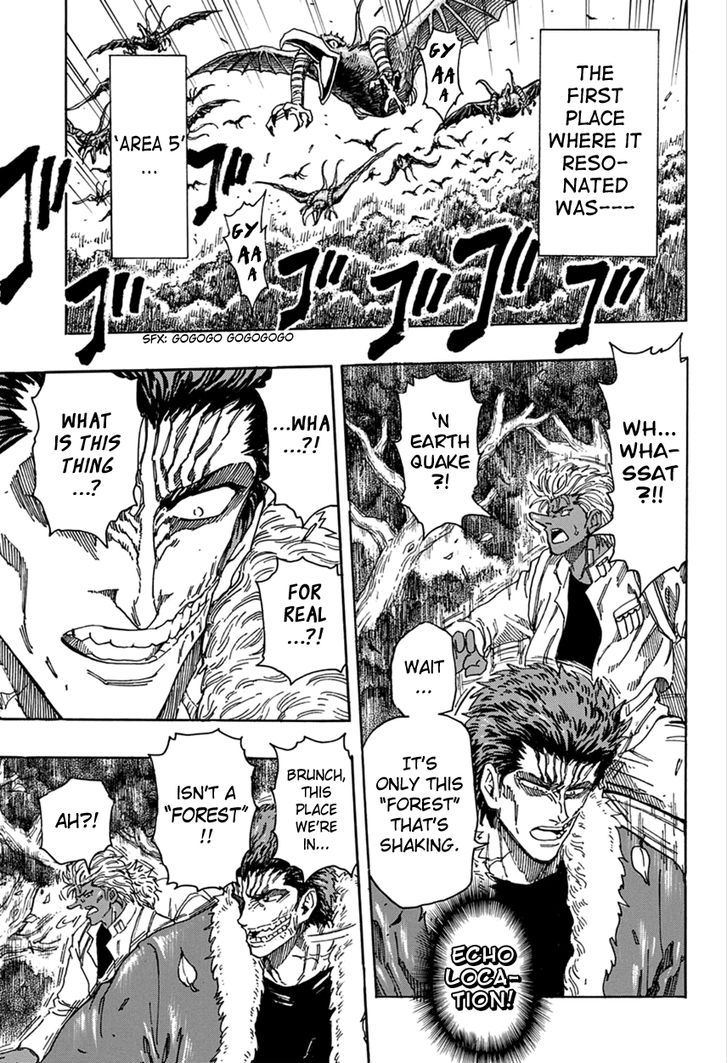 THE
FIRST
PLACE
WHERE IT
RESO-
NATED
WAS---
GY
AA
A
'AREA 5'
...
GY
AA
A
ゴゴゴ ゴゴゴゴ
SFX: GOGOGO GOGOGOGO
WH...
WHA-
SSAT
?!!
'N
EARTH
QUAKE
?!
WAIT
...
IT'S
ONLY THIS
"FOREST"
THAT'S
SHAKING.
ECHO
LOCA-
TION!
...WHA
...?!
WHAT
IS THIS
THING
...?
FOR
REAL
...?!
BRUNCH,
THIS
PLACE
WE'RE
IN...
ISN'T A
"FOREST"
!!
AH?!